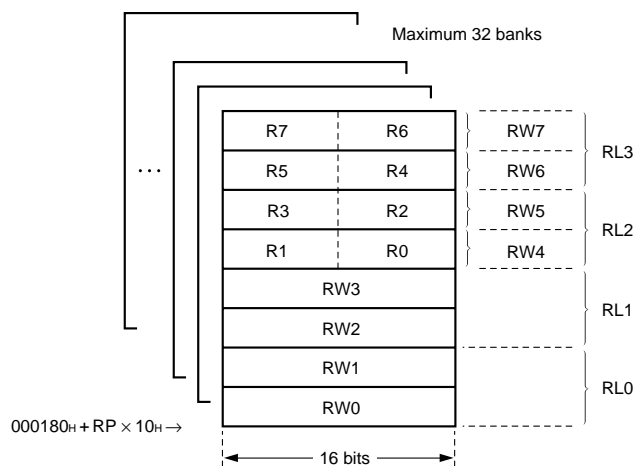 Maximum 32 banks
R7 R6 RW7
RL3
R5 R4 RW6
...
R3 R2 RW5
RL2
R1 R0 RW4
RW3
RL1
RW2
RW1
RL0
RW0
000180H + RP × 10H →
16 bits